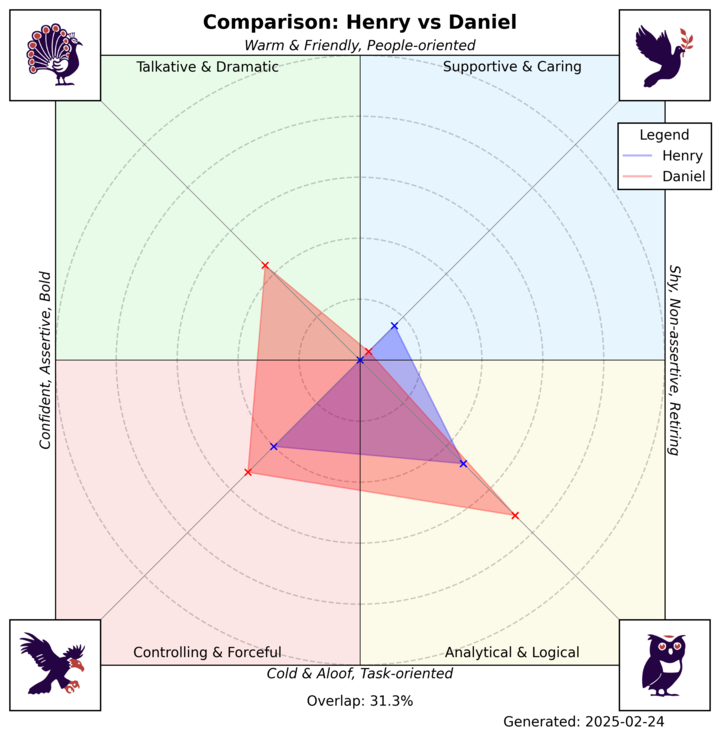 Comparison: Henry vs Daniel
Warm & Friendly, People-oriented
Talkative & Dramatic
Supportive & Caring
Legend
Henry
Daniel
Confident, Assertive, Bold
Shy, Non-assertive, Retiring
Controlling & Forceful
Analytical & Logical
Cold & Aloof, Task-oriented
Overlap: 31.3%
Generated: 2025-02-24